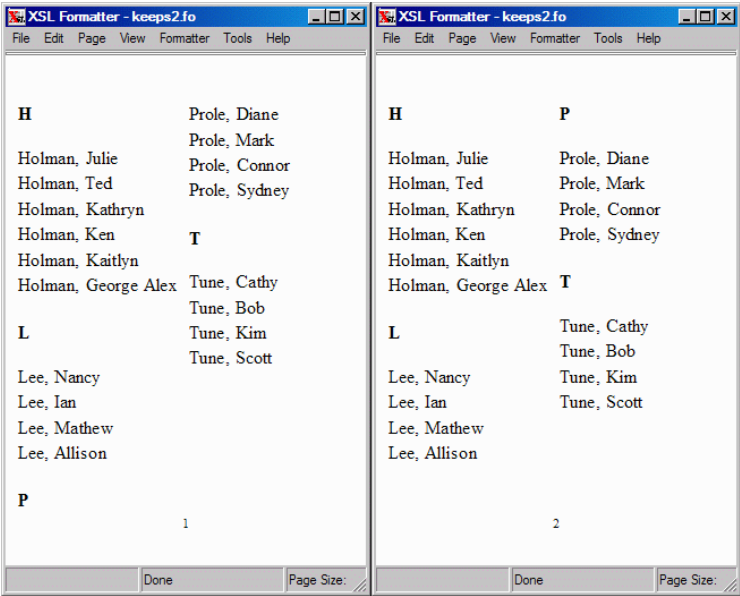 XSL Formatter - keeps2.fo
File Edit Page View Formatter Tools Help
H
Holman, Julie
Holman, Ted
Holman, Kathryn
Holman, Ken
Holman, Kaitlyn
Holman, George Alex
L
Lee, Nancy
Lee, Ian
Lee, Mathew
Lee, Allison
P
Prole, Diane
Prole, Mark
Prole, Connor
Prole, Sydney
T
Tune, Cathy
Tune, Bob
Tune, Kim
Tune, Scott
1
Done
Page Size:
XSL Formatter - keeps2.fo
File Edit Page View Formatter Tools Help
H
Holman, Julie
Holman, Ted
Holman, Kathryn
Holman, Ken
Holman, Kaitlyn
Holman, George Alex
L
Lee, Nancy
Lee, Ian
Lee, Mathew
Lee, Allison
P
Prole, Diane
Prole, Mark
Prole, Connor
Prole, Sydney
T
Tune, Cathy
Tune, Bob
Tune, Kim
Tune, Scott
2
Done
Page Size: